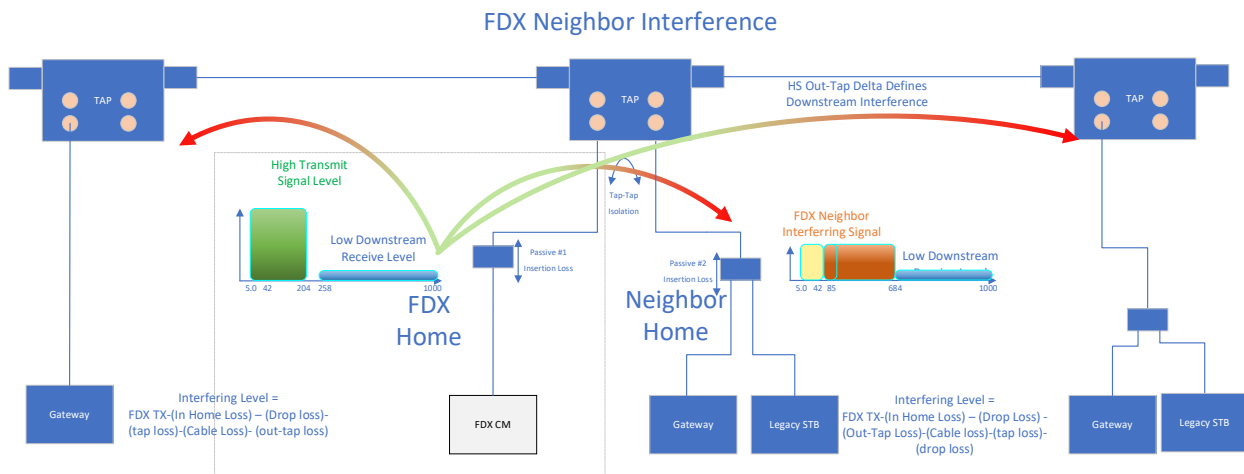 FDX Neighbor Interference
TAP
TAP
TAP
HS Out-Tap Delta Defines
Downstream Interference
High Transmit
Signal Level
Tap-Tap
Isolation
Low Downstream
Receive Level
5.0 42 204 258 1000
FDX
Home
Passive #1
Insertion Loss
FDX Neighbor
Interfering Signal
Low Downstream
5.0 42 85 684 1000
Passive #2
Insertion Loss
Neighbor
Home
Gateway
Interfering Level =
FDX TX-(In Home Loss) – (Drop loss)-
(tap loss)-(Cable Loss)- (out-tap loss)
FDX CM
Gateway
Legacy STB
Interfering Level =
FDX TX-(In Home Loss) – (Drop Loss) -
(Out-Tap Loss)-(Cable loss)-(tap loss)-
(drop loss)
Gateway
Legacy STB